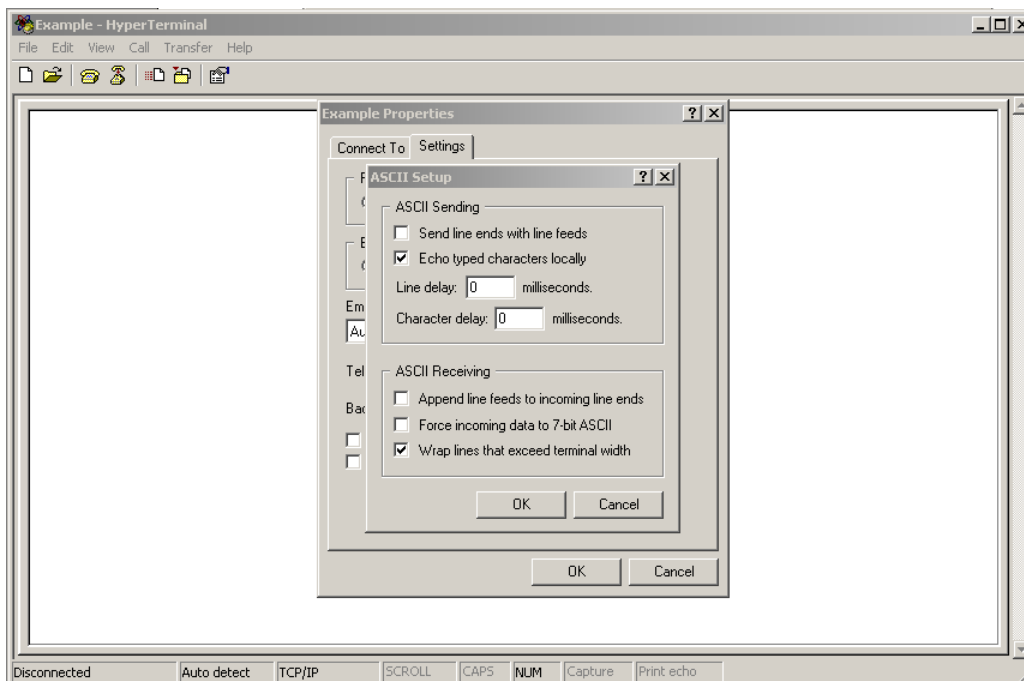 Example - HyperTerminal
File Edit View Call Transfer Help
Example Properties
Connect To Settings
ASCII Setup
ASCII Sending
Send line ends with line feeds
Echo typed characters locally
Line delay: 0 milliseconds.
Character delay: 0 milliseconds.
Em
Au
Tel
ASCII Receiving
Append line feeds to incoming line ends
Bac
Force incoming data to 7-bit ASCII
Wrap lines that exceed terminal width
OK Cancel
OK Cancel
Disconnected Auto detect TCP/IP SCROLL CAPS NUM Capture Print echo